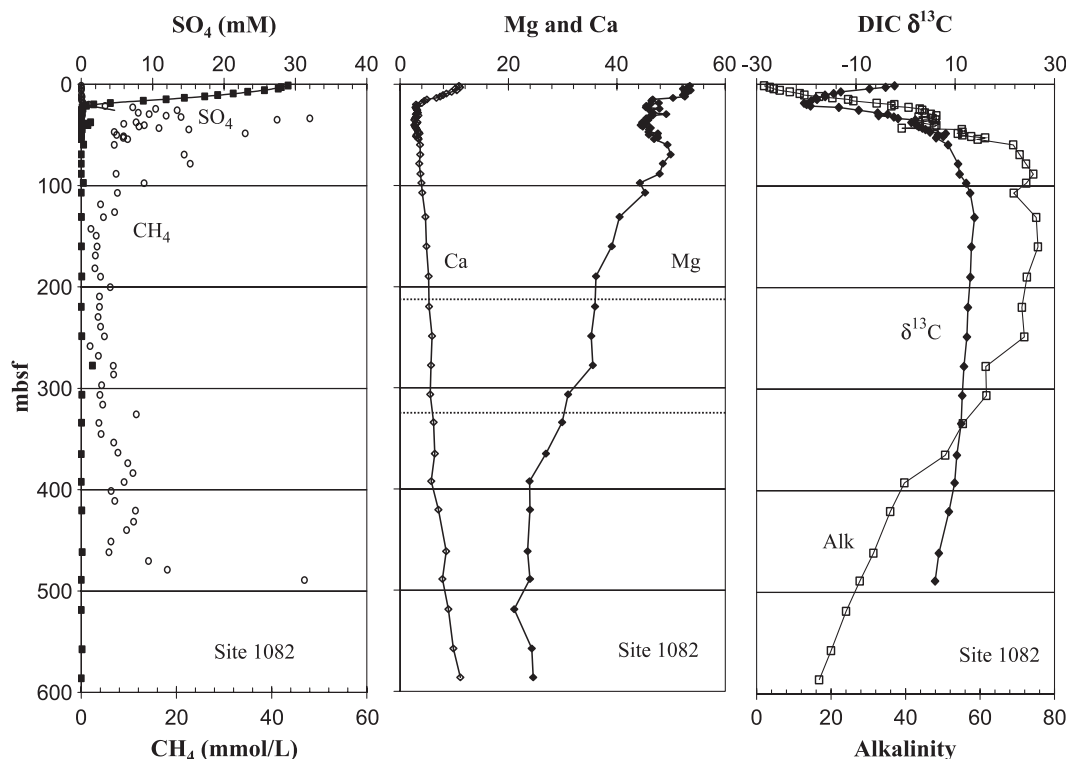 SO₄ (mM)
0 10 20 30 40
Mg and Ca
0 20 40 60
DIC δ¹³C
-30 -10 10 30
mbsf
0
100
200
300
400
500
600
SO₄
CH₄
Site 1082
Ca
Mg
Site 1082
δ¹³C
Alk
Site 1082
0 20 40 60
CH₄ (mmol/L)
0 20 40 60 80
Alkalinity